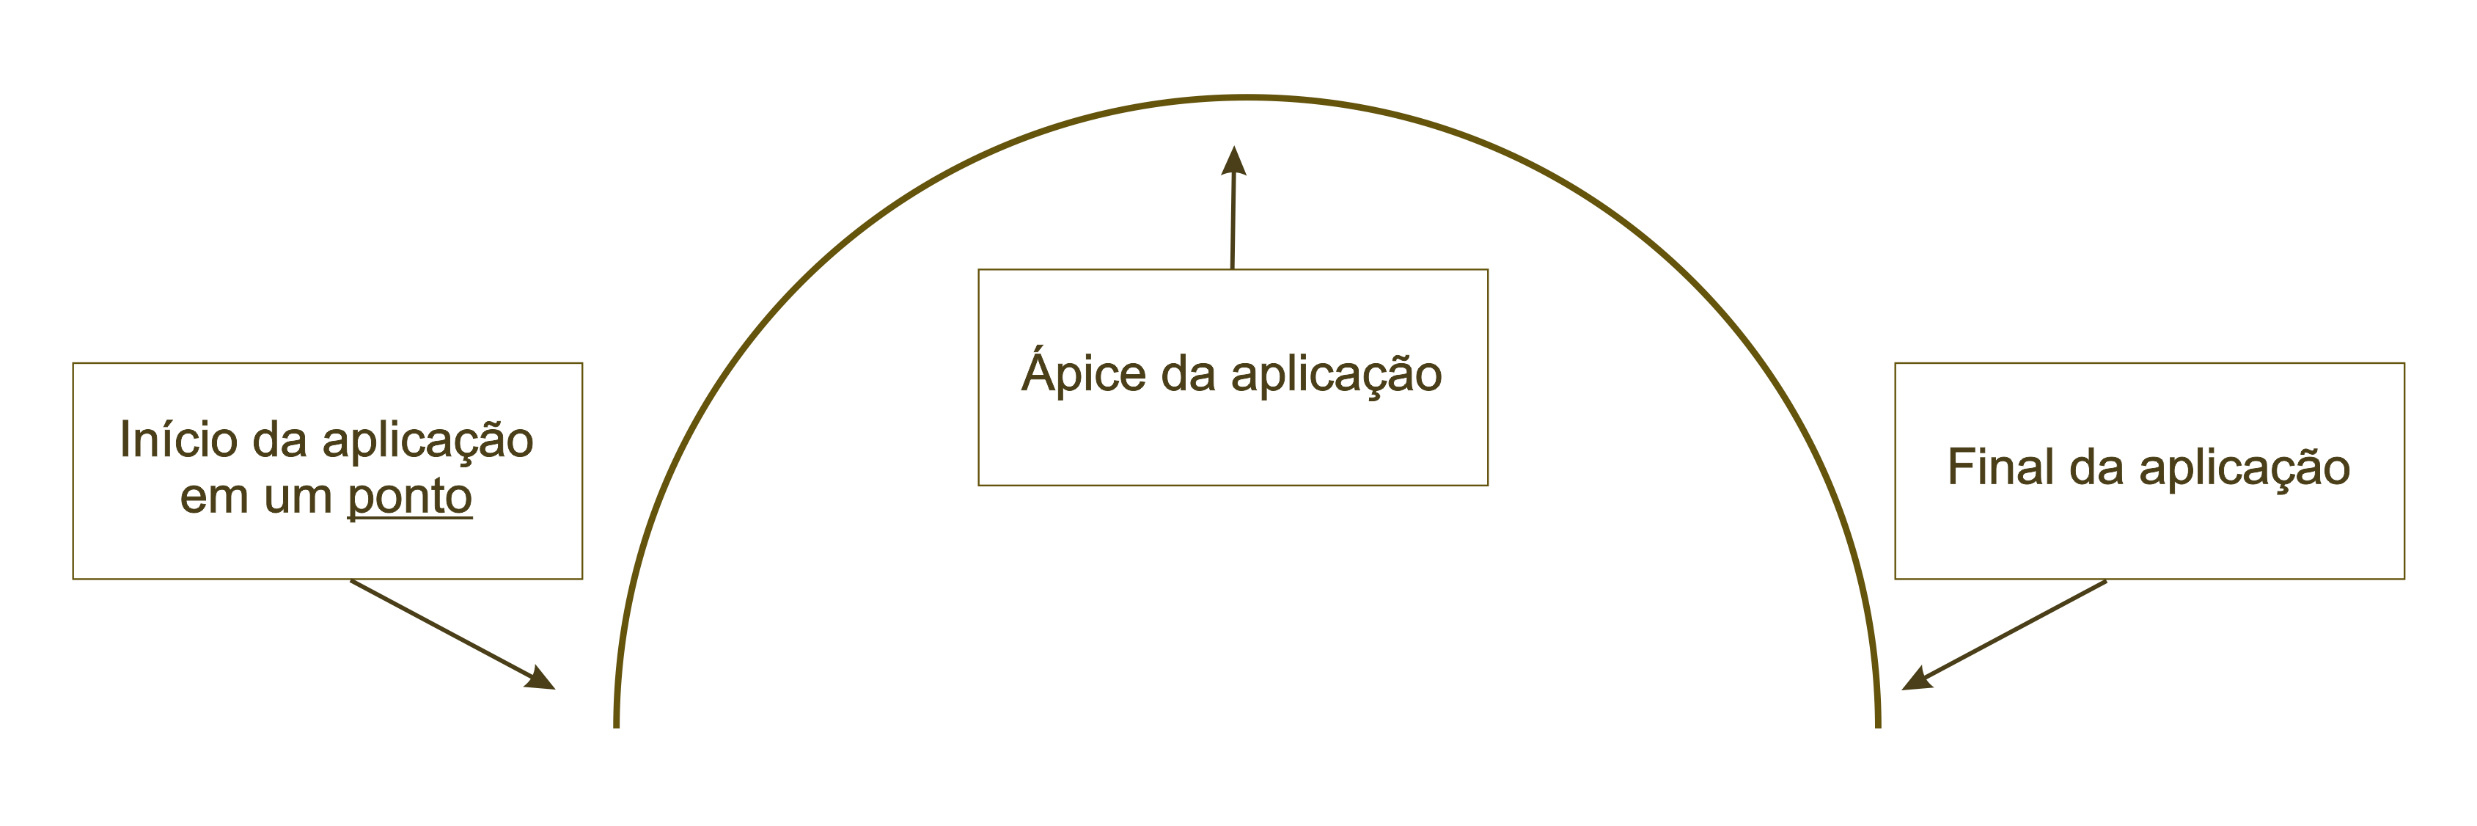 Início da aplicação
em um ponto
Ápice da aplicação
Final da aplicação